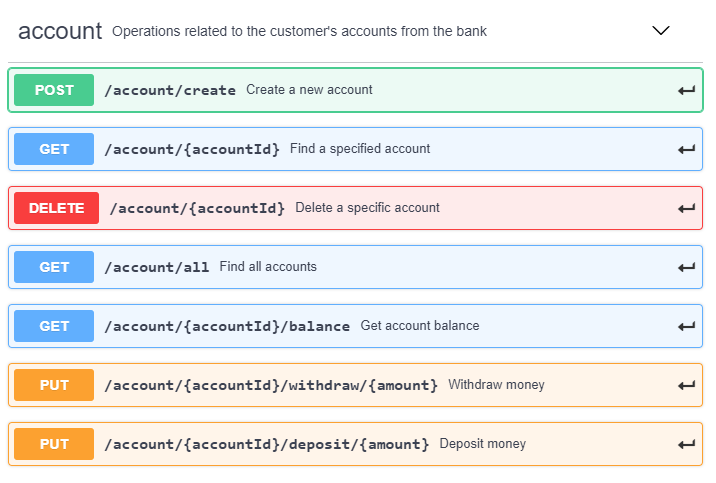 account Operations related to the customer's accounts from the bank
POST /account/create Create a new account
GET /account/{accountId} Find a specified account
DELETE /account/{accountId} Delete a specific account
GET /account/all Find all accounts
GET /account/{accountId}/balance Get account balance
PUT /account/{accountId}/withdraw/{amount} Withdraw money
PUT /account/{accountId}/deposit/{amount} Deposit money